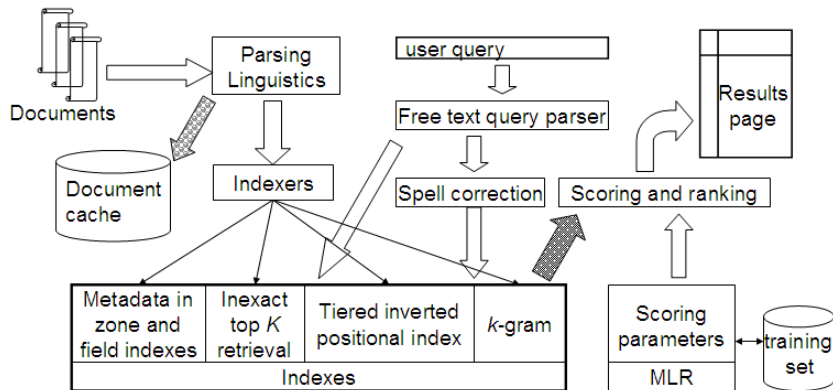 Documents
Parsing
Linguistics
user query
Results
page
Free text query parser
Document
cache
Indexers
Spell correction
Scoring and ranking
Metadata in
zone and
field indexes
Inexact
top K
retrieval
Tiered inverted
positional index
k-gram
Indexes
Scoring
parameters
MLR
training
set